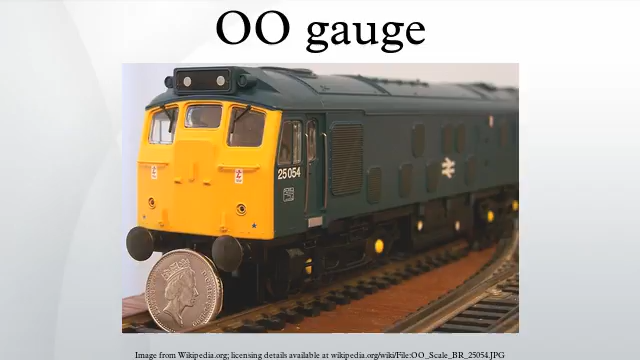 OO gauge
25054
Image from Wikipedia.org; licensing details available at wikipedia.org/wiki/File:OO_Scale_BR_25054.JPG